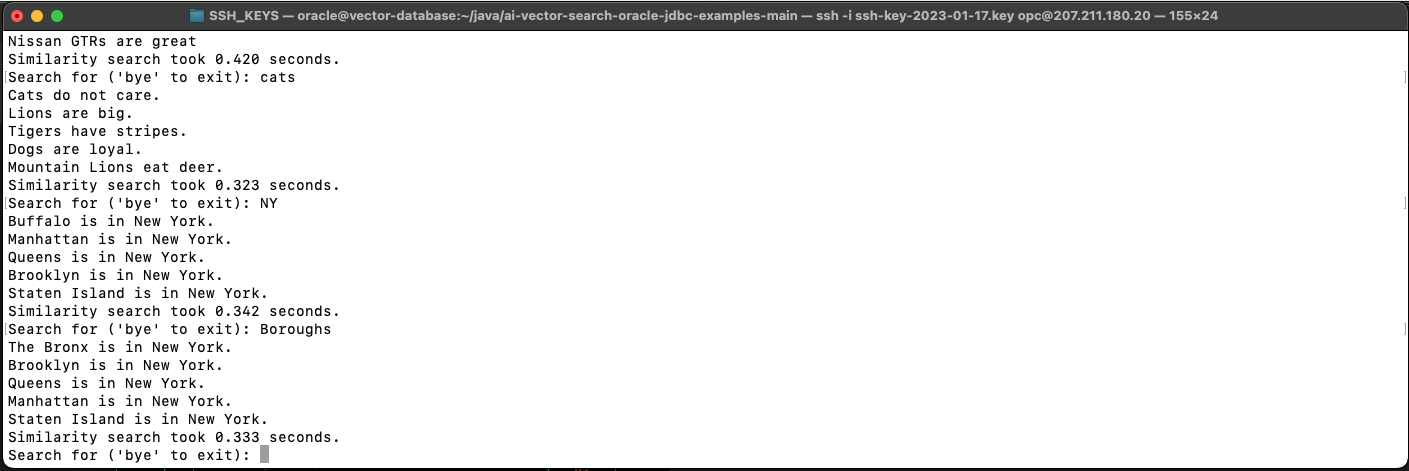 SSH_KEYS — oracle@vector-database:~/java/ai-vector-search-oracle-jdbc-examples-main — ssh -i ssh-key-2023-01-17.key opc@207.211.180.20 — 155×24
Nissan GTRs are great
Similarity search took 0.420 seconds.
[Search for ('bye' to exit): cats ]
Cats do not care.
Lions are big.
Tigers have stripes.
Dogs are loyal.
Mountain Lions eat deer.
Similarity search took 0.323 seconds.
[Search for ('bye' to exit): NY ]
Buffalo is in New York.
Manhattan is in New York.
Queens is in New York.
Brooklyn is in New York.
Staten Island is in New York.
Similarity search took 0.342 seconds.
[Search for ('bye' to exit): Boroughs ]
The Bronx is in New York.
Brooklyn is in New York.
Queens is in New York.
Manhattan is in New York.
Staten Island is in New York.
Similarity search took 0.333 seconds.
Search for ('bye' to exit):